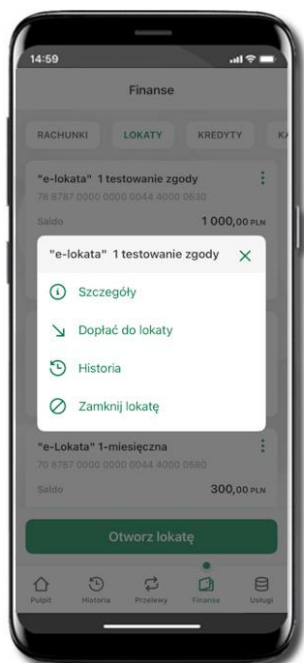 14:59
Finanse
RACHUNKI LOKATY KREDYTY KA
"e-lokata" 1 testowanie zgody
78 8787 0000 0000 0044 4000 0630
Saldo 1 000,00 PLN
"e-lokata" 1 testowanie zgody
Szczegóły
Dopłać do lokaty
Historia
Zamknij lokatę
"e-Lokata" 1-miesięczna
70 8787 0000 0000 0044 4000 0580
Saldo 300,00 PLN
Otworz lokatę
Pulpit Historia Przelewy Finanse Usługi